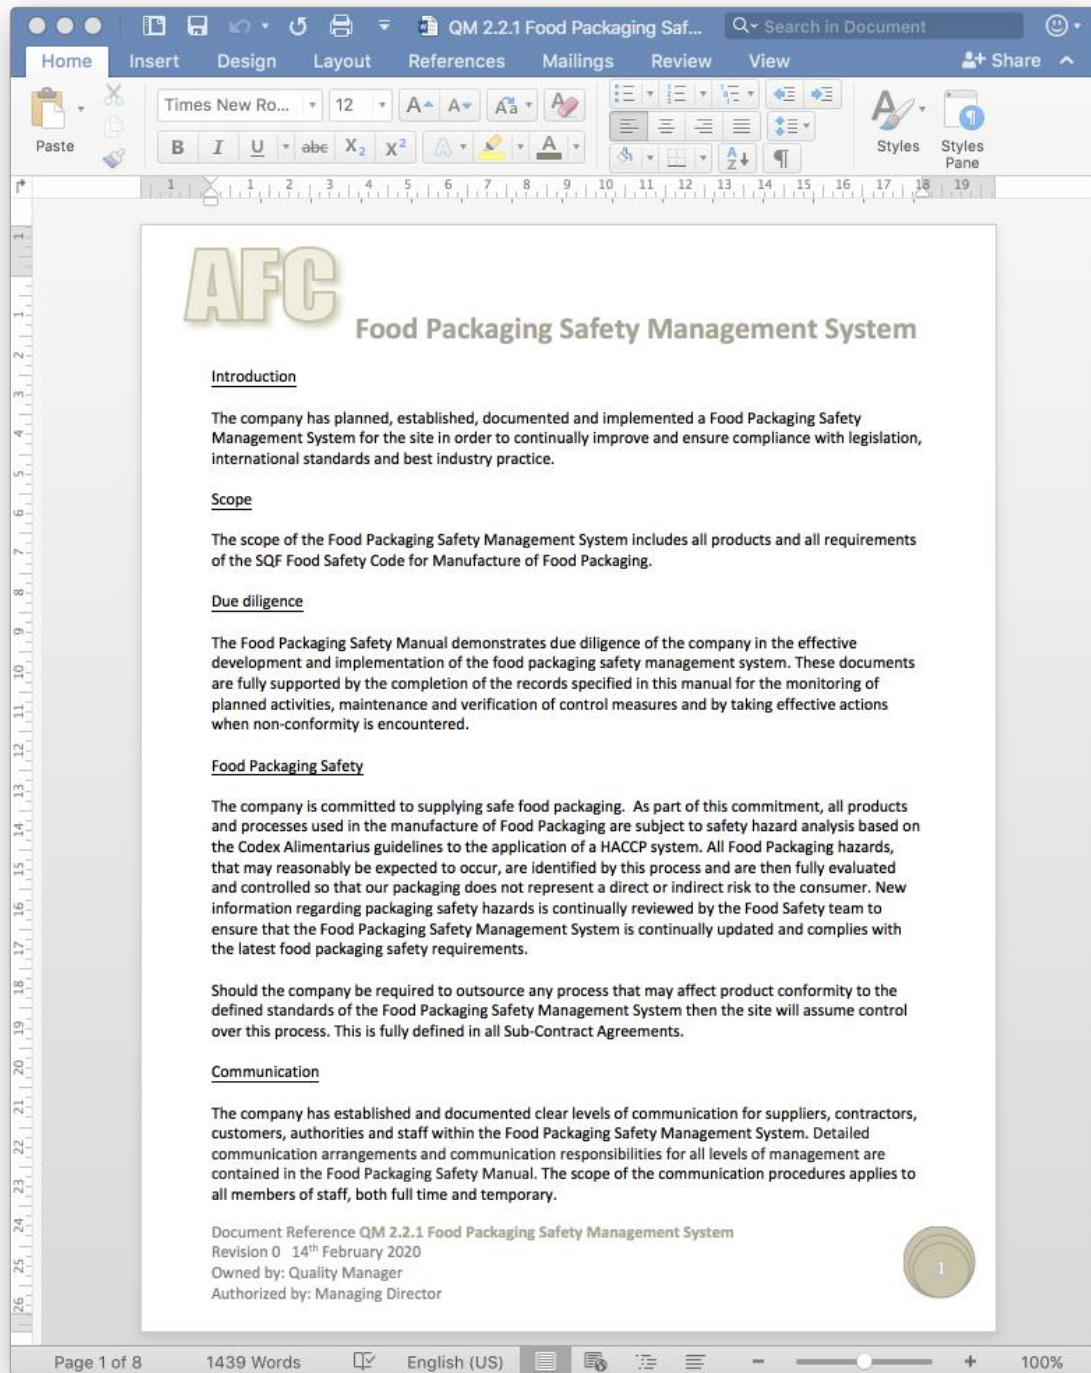 QM 2.2.1 Food Packaging Saf...
Search in Document
Home Insert Design Layout References Mailings Review View Share
Paste
Times New Ro... 12
Styles
Styles Pane
1 1 2 3 4 5 6 7 8 9 10 11 12 13 14 15 16 17 18 19
AFC
Food Packaging Safety Management System
Introduction
The company has planned, established, documented and implemented a Food Packaging Safety
Management System for the site in order to continually improve and ensure compliance with legislation,
international standards and best industry practice.
Scope
The scope of the Food Packaging Safety Management System includes all products and all requirements
of the SQF Food Safety Code for Manufacture of Food Packaging.
Due diligence
The Food Packaging Safety Manual demonstrates due diligence of the company in the effective
development and implementation of the food packaging safety management system. These documents
are fully supported by the completion of the records specified in this manual for the monitoring of
planned activities, maintenance and verification of control measures and by taking effective actions
when non-conformity is encountered.
Food Packaging Safety
The company is committed to supplying safe food packaging.  As part of this commitment, all products
and processes used in the manufacture of Food Packaging are subject to safety hazard analysis based on
the Codex Alimentarius guidelines to the application of a HACCP system. All Food Packaging hazards,
that may reasonably be expected to occur, are identified by this process and are then fully evaluated
and controlled so that our packaging does not represent a direct or indirect risk to the consumer. New
information regarding packaging safety hazards is continually reviewed by the Food Safety team to
ensure that the Food Packaging Safety Management System is continually updated and complies with
the latest food packaging safety requirements.
Should the company be required to outsource any process that may affect product conformity to the
defined standards of the Food Packaging Safety Management System then the site will assume control
over this process. This is fully defined in all Sub-Contract Agreements.
Communication
The company has established and documented clear levels of communication for suppliers, contractors,
customers, authorities and staff within the Food Packaging Safety Management System. Detailed
communication arrangements and communication responsibilities for all levels of management are
contained in the Food Packaging Safety Manual. The scope of the communication procedures applies to
all members of staff, both full time and temporary.
Document Reference QM 2.2.1 Food Packaging Safety Management System
Revision 0   14th February 2020
Owned by: Quality Manager
Authorized by: Managing Director
1
Page 1 of 8 1439 Words English (US) 100%